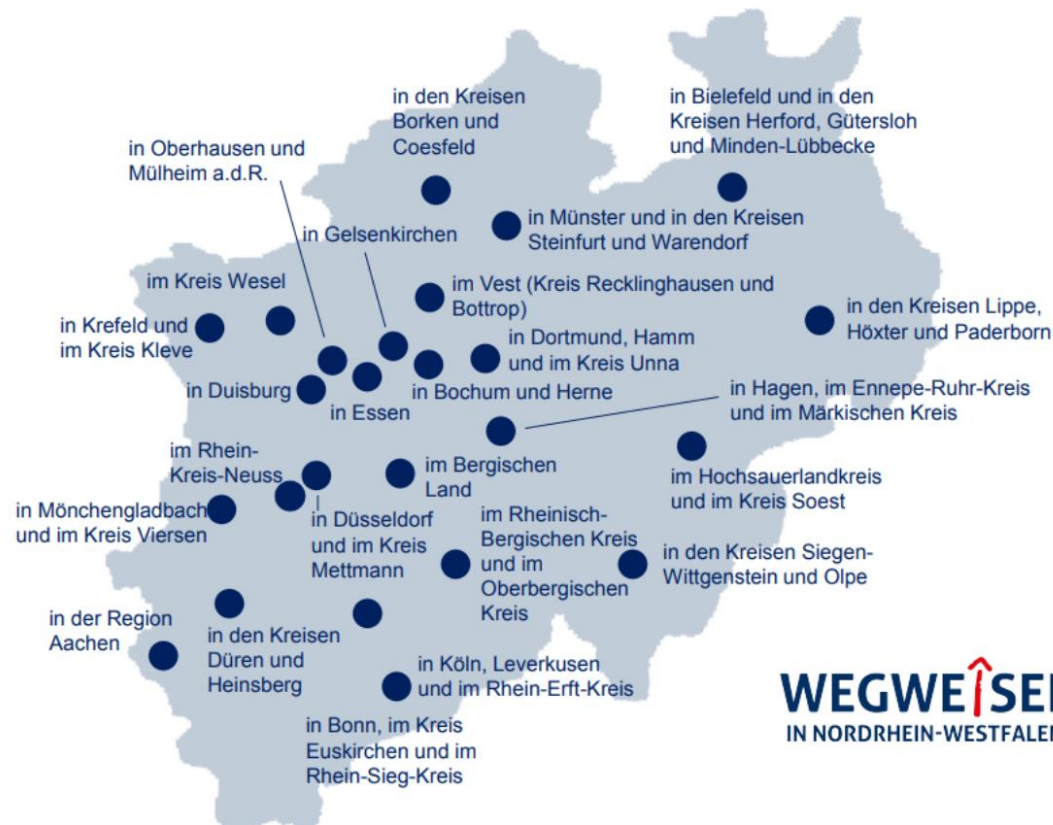 in den Kreisen
Borken und
Coesfeld
in Bielefeld und in den
Kreisen Herford, Gütersloh
und Minden-Lübbecke
in Oberhausen und
Mülheim a.d.R.
in Gelsenkirchen
in Münster und in den Kreisen
Steinfurt und Warendorf
im Kreis Wesel
im Vest (Kreis Recklinghausen und
Bottrop)
in Krefeld und
im Kreis Kleve
in den Kreisen Lippe,
Höxter und Paderborn
in Dortmund, Hamm
und im Kreis Unna
in Duisburg
in Essen
in Bochum und Herne
in Hagen, im Ennepe-Ruhr-Kreis
und im Märkischen Kreis
im Rhein-
Kreis-Neuss
im Bergischen
Land
im Hochsauerlandkreis
und im Kreis Soest
in Mönchengladbach
und im Kreis Viersen
in Düsseldorf
und im Kreis
Mettmann
im Rheinisch-
Bergischen Kreis
und im
Oberbergischen
Kreis
in den Kreisen Siegen-
Wittgenstein und Olpe
in der Region
Aachen
in den Kreisen
Düren und
Heinsberg
in Köln, Leverkusen
und im Rhein-Erft-Kreis
in Bonn, im Kreis
Euskirchen und im
Rhein-Sieg-Kreis
WEGWEISE
IN NORDRHEIN-WESTFALE